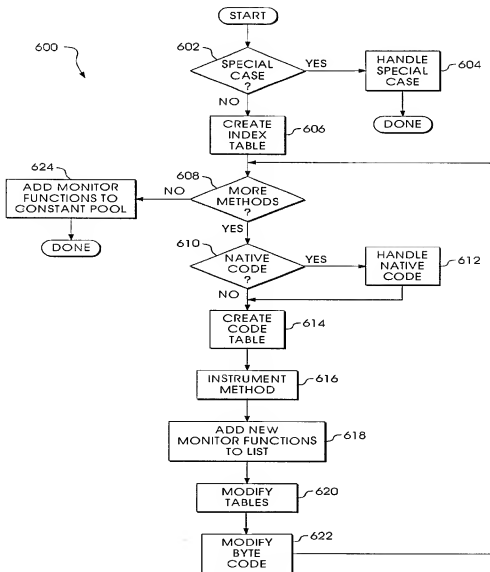 START
600
602
SPECIAL
CASE
?
YES
HANDLE
SPECIAL
CASE
604
NO
DONE
CREATE
INDEX
TABLE
606
624
ADD MONITOR
FUNCTIONS TO
CONSTANT POOL
NO
608
MORE
METHODS
?
DONE
YES
610
NATIVE
CODE
?
YES
HANDLE
NATIVE
CODE
612
NO
CREATE
CODE
TABLE
614
INSTRUMENT
METHOD
616
ADD NEW
MONITOR FUNCTIONS
TO LIST
618
MODIFY
TABLES
620
MODIFY
BYTE
CODE
622